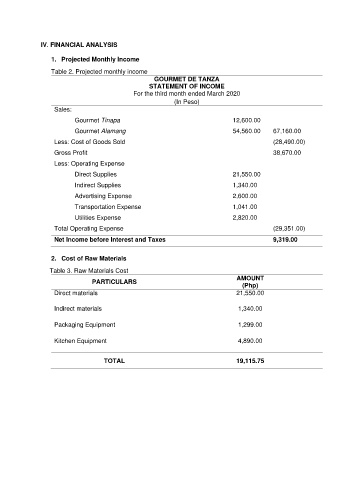 IV. FINANCIAL ANALYSIS
1. Projected Monthly Income
Table 2. Projected monthly income
GOURMET DE TANZA
STATEMENT OF INCOME
For the third month ended March 2020
(In Peso)
Sales:
Gourmet Tinapa 12,600.00
Gourmet Alamang 54,560.00 67,160.00
Less: Cost of Goods Sold (28,490.00)
Gross Profit 38,670.00
Less: Operating Expense
Direct Supplies 21,550.00
Indirect Supplies 1,340.00
Advertising Expense 2,600.00
Transportation Expense 1,041.00
Utilities Expense 2,820.00
Total Operating Expense (29,351.00)
Net Income before Interest and Taxes 9,319.00
2. Cost of Raw Materials
Table 3. Raw Materials Cost
PARTICULARS AMOUNT
(Php)
Direct materials 21,550.00
Indirect materials 1,340.00
Packaging Equipment 1,299.00
Kitchen Equipment 4,890.00
TOTAL 19,115.75